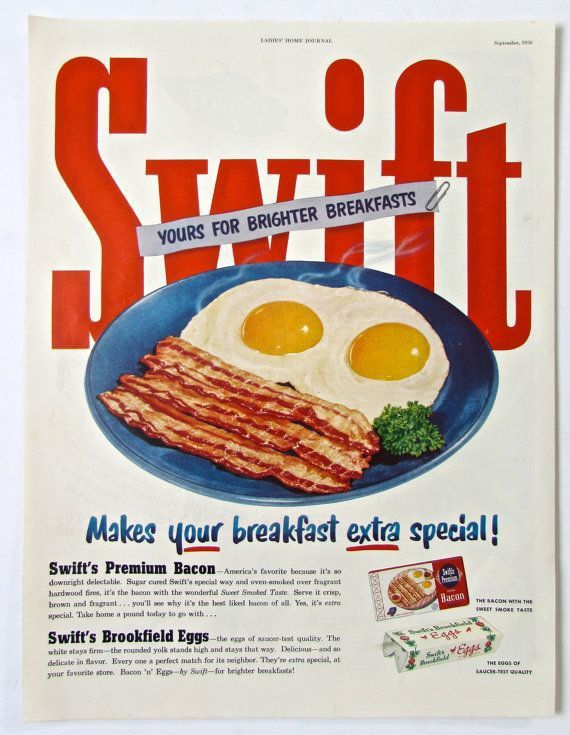 LADIES' HOME JOURNAL
September, 1950
Swift
YOURS FOR BRIGHTER BREAKFASTS
Makes your breakfast extra special!
Swift's Premium Bacon—America's favorite because it's so
downright delectable. Sugar cured Swift's special way and oven-smoked over fragrant
hardwood fires, it's the bacon with the wonderful Sweet Smoked Taste. Serve it crisp,
brown and fragrant . . . you'll see why it's the best liked bacon of all. Yes, it's extra
special. Take home a pound today to go with . . .
Swift's Brookfield Eggs—the eggs of saucer-test quality. The
white stays firm—the rounded yolk stands high and stays that way. Delicious—and so
delicate in flavor. Every one a perfect match for its neighbor. They're extra special, at
your favorite store. Bacon 'n' Eggs—by Swift—for brighter breakfasts!
Swift's
Premium
Bacon
THE BACON WITH THE
SWEET SMOKE TASTE
Swift's Brookfield
Eggs
Swift's
Brookfield
Eggs
THE EGGS OF
SAUCER-TEST QUALITY